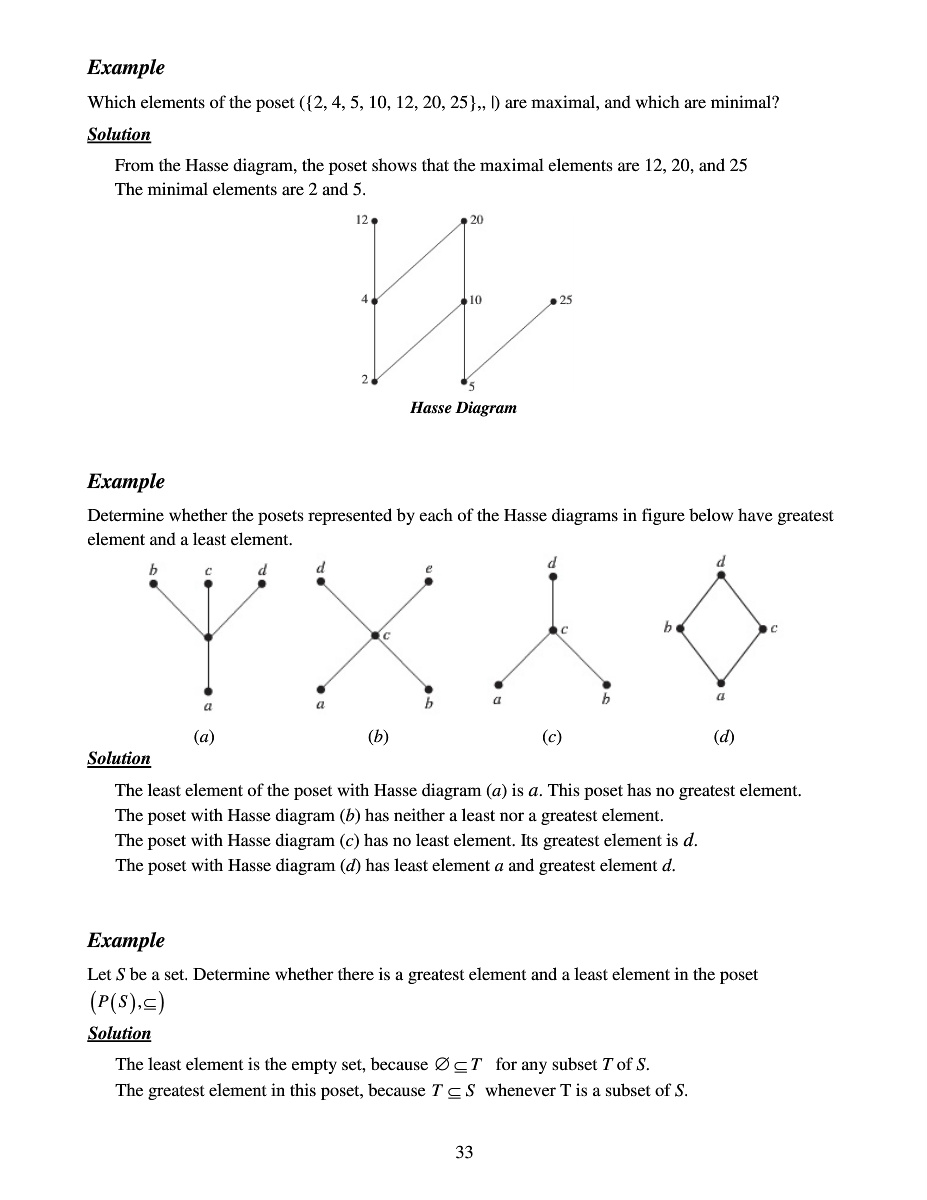 Example
Which elements of the poset ({2, 4, 5, 10, 12, 20, 25},, |) are maximal, and which are minimal?
Solution
From the Hasse diagram, the poset shows that the maximal elements are 12, 20, and 25
The minimal elements are 2 and 5.
12 20
4 10 25
2 5
Hasse Diagram
Example
Determine whether the posets represented by each of the Hasse diagrams in figure below have greatest
element and a least element.
b c d d e d d
c c b c
a a b a b a
(a) (b) (c) (d)
Solution
The least element of the poset with Hasse diagram (a) is a. This poset has no greatest element.
The poset with Hasse diagram (b) has neither a least nor a greatest element.
The poset with Hasse diagram (c) has no least element. Its greatest element is d.
The poset with Hasse diagram (d) has least element a and greatest element d.
Example
Let S be a set. Determine whether there is a greatest element and a least element in the poset
(P(S),⊆)
Solution
The least element is the empty set, because ∅ ⊆ T for any subset T of S.
The greatest element in this poset, because T ⊆ S whenever T is a subset of S.
33